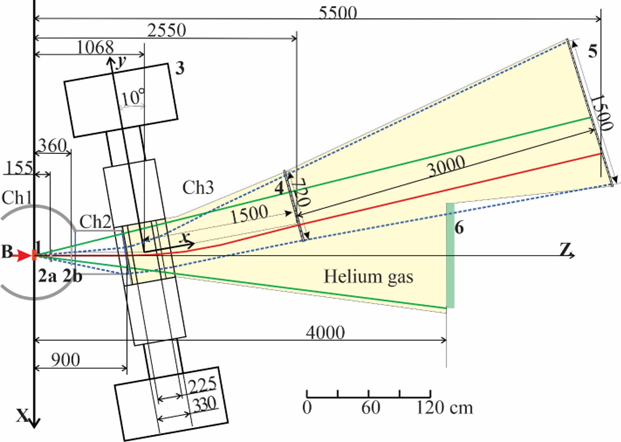 5500
2550
1068
y
3
10°
5
360
155
Ch1
Ch2
Ch3
4
720
1500
3000
1500
x
B
1
2a 2b
6
Z
Helium gas
4000
900
225
330
X
0 60 120 cm